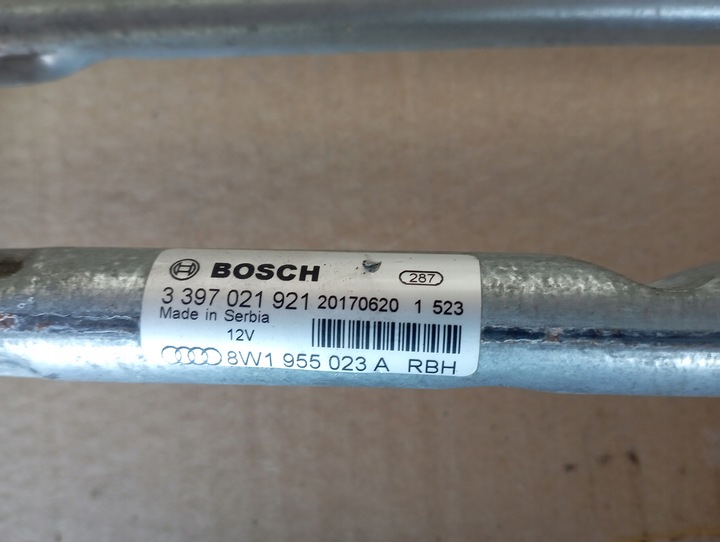 BOSCH 287
3 397 021 921 20170620 1 523
Made in Serbia
12V
8W1 955 023 A RBH